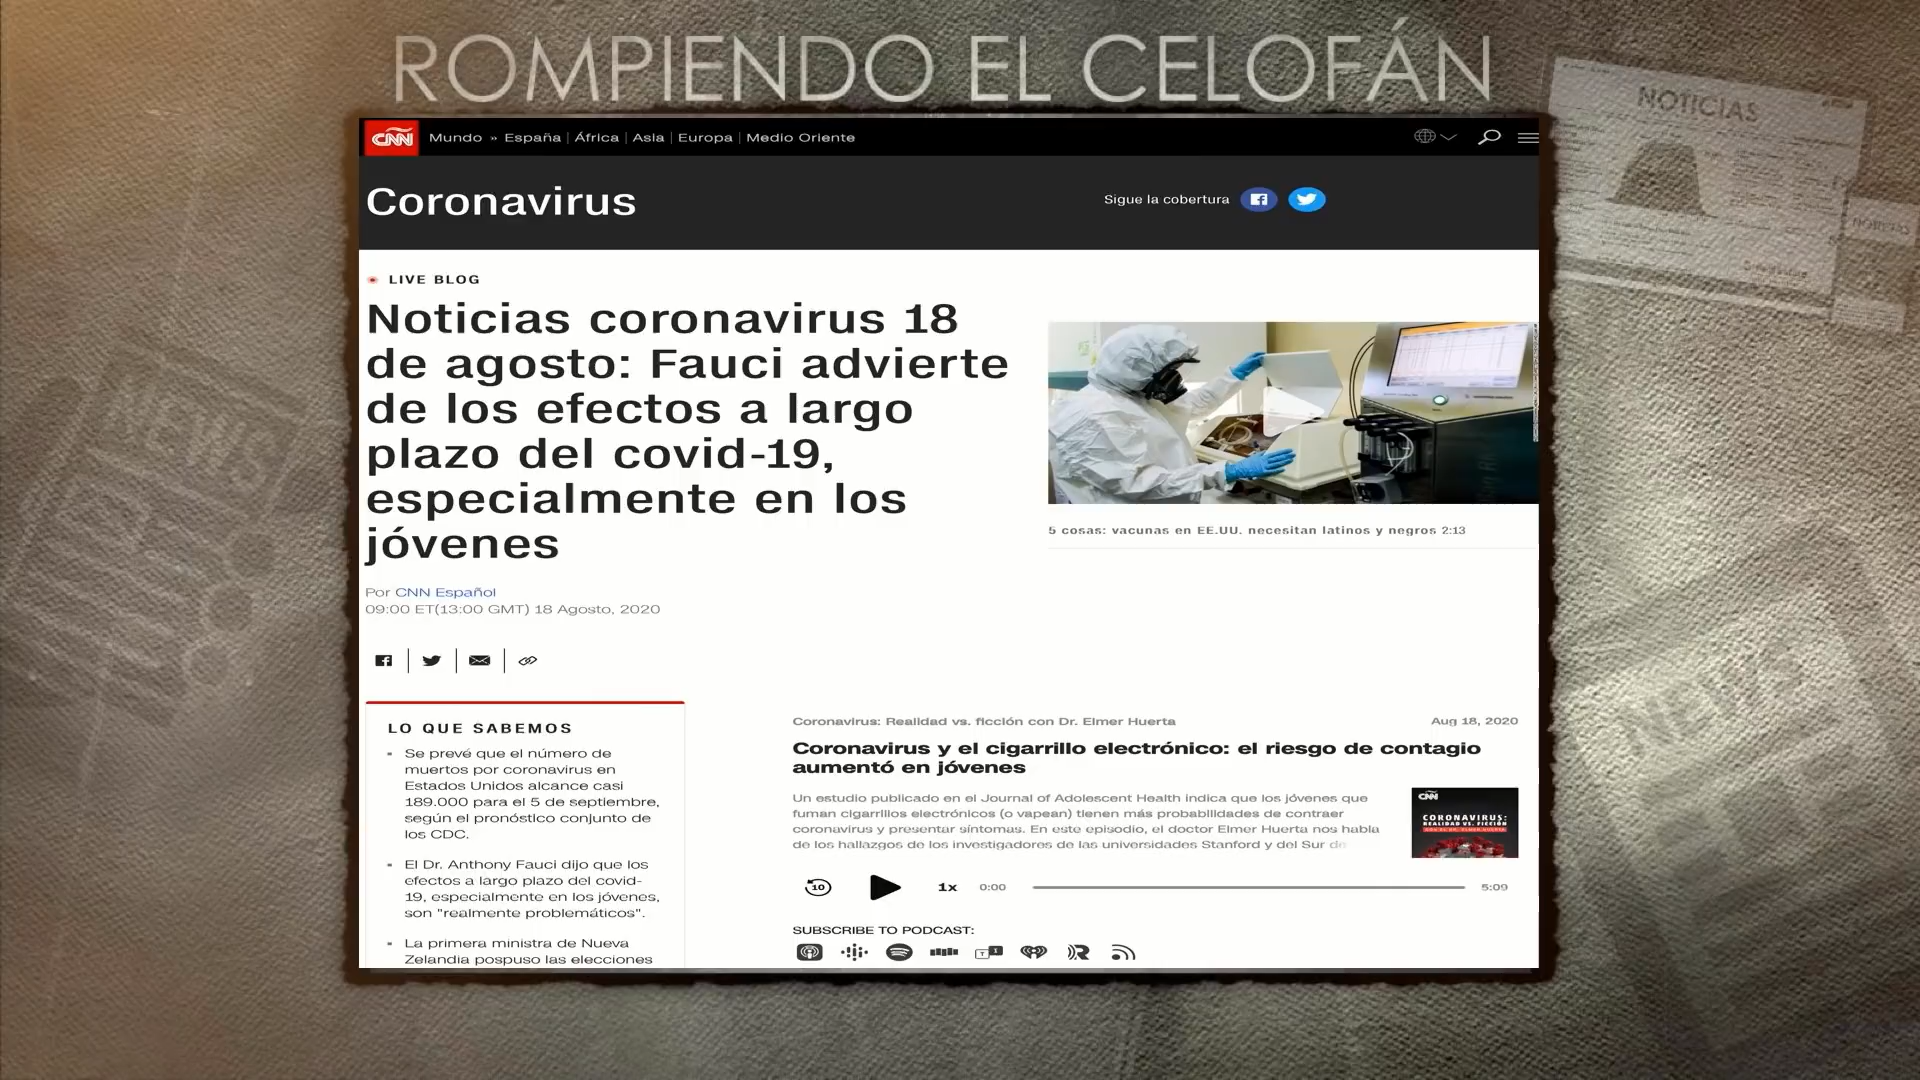 ROMPIENDO EL CELOFÁN
NOTICIAS
CNN Mundo » España | África | Asia | Europa | Medio Oriente
Coronavirus
Sigue la cobertura
LIVE BLOG
Noticias coronavirus 18
de agosto: Fauci advierte
de los efectos a largo
plazo del covid-19,
especialmente en los
jóvenes
Por CNN Español
09:00 ET(13:00 GMT) 18 Agosto, 2020
5 cosas: vacunas en EE.UU. necesitan latinos y negros 2:13
LO QUE SABEMOS
Se prevé que el número de
muertos por coronavirus en
Estados Unidos alcance casi
189.000 para el 5 de septiembre,
según el pronóstico conjunto de
los CDC.
El Dr. Anthony Fauci dijo que los
efectos a largo plazo del covid-
19, especialmente en los jóvenes,
son "realmente problemáticos".
La primera ministra de Nueva
Zelandia pospuso las elecciones
Coronavirus: Realidad vs. ficción con Dr. Elmer Huerta
Aug 18, 2020
Coronavirus y el cigarrillo electrónico: el riesgo de contagio
aumentó en jóvenes
Un estudio publicado en el Journal of Adolescent Health indica que los jóvenes que
fuman cigarrillos electrónicos (o vapean) tienen más probabilidades de contraer
coronavirus y presentar síntomas. En este episodio, el doctor Elmer Huerta nos habla
de los hallazgos de los investigadores de las universidades Stanford y del Sur de
CNN
CORONAVIRUS:
REALIDAD VS. FICCIÓN
CON EL DR. ELMER HUERTA
10 1x 0:00 5:09
SUBSCRIBE TO PODCAST:
NOTICIAS
NEWS